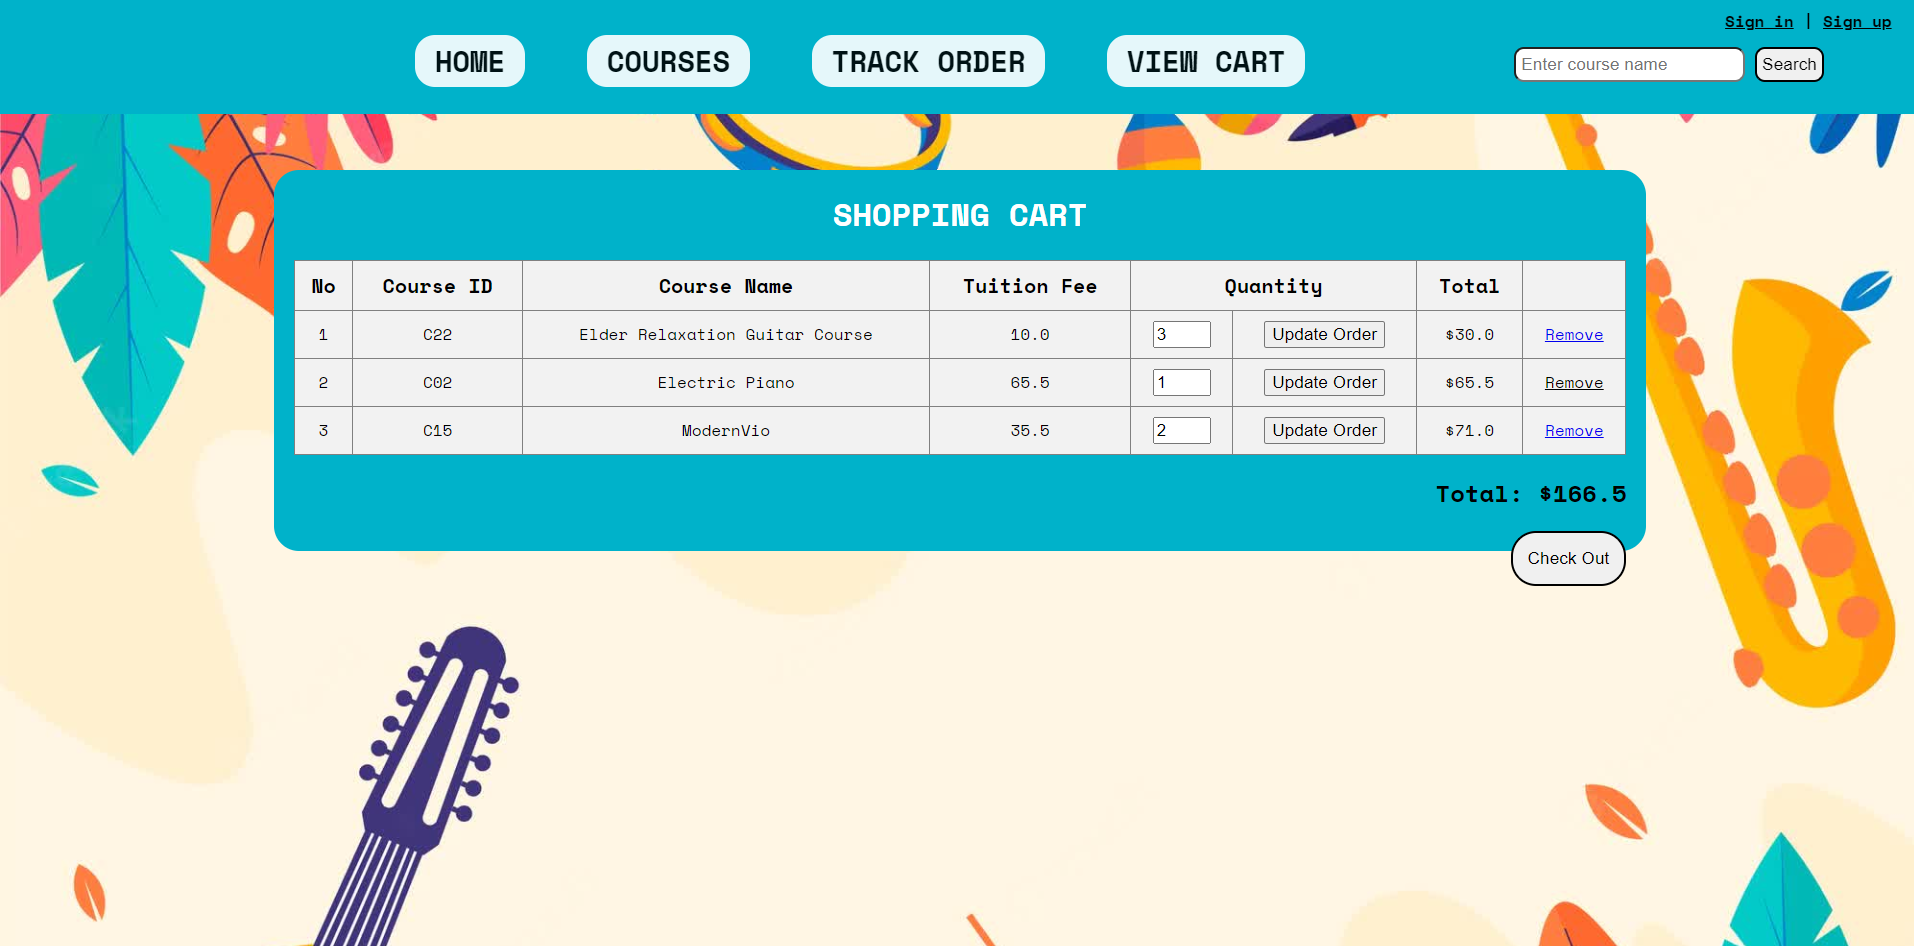 Sign in | Sign up
HOME COURSES TRACK ORDER VIEW CART Enter course name Search
SHOPPING CART
No Course ID Course Name Tuition Fee Quantity Total
1 C22 Elder Relaxation Guitar Course 10.0 3 Update Order $30.0 Remove
2 C02 Electric Piano 65.5 1 Update Order $65.5 Remove
3 C15 ModernVio 35.5 2 Update Order $71.0 Remove
Total: $166.5
Check Out